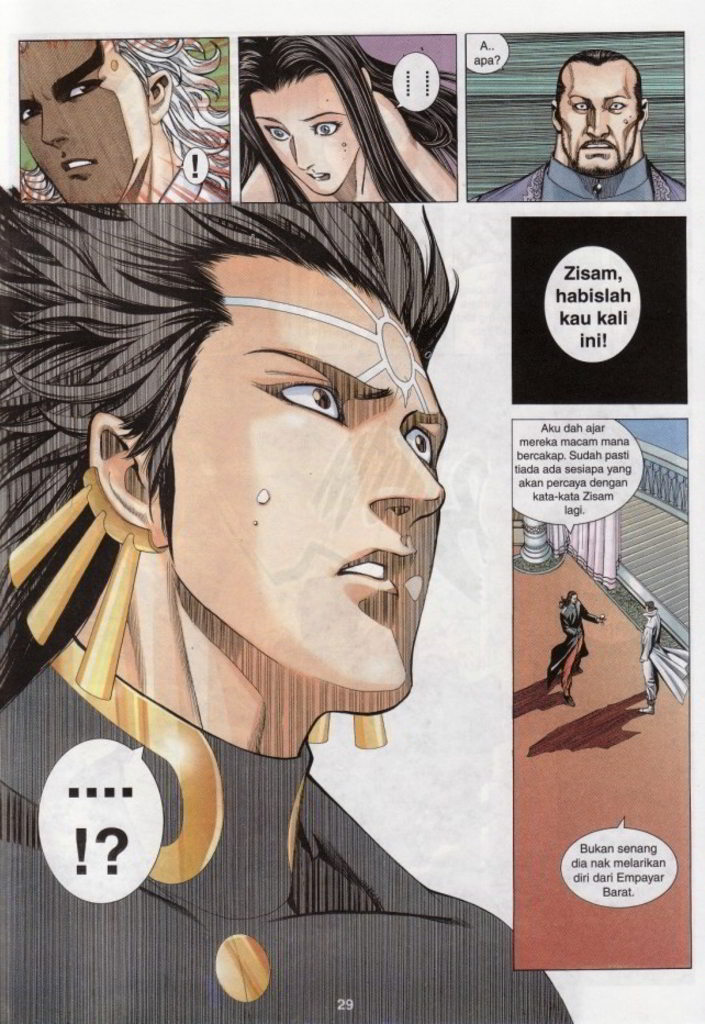 !
⋮⋮
A..
apa?
Zisam,
habislah
kau kali
ini!
Aku dah ajar
mereka macam mana
bercakap. Sudah pasti
tiada ada sesiapa yang
akan percaya dengan
kata-kata Zisam
lagi.
....
!?
Bukan senang
dia nak melarikan
diri dari Empayar
Barat.
29